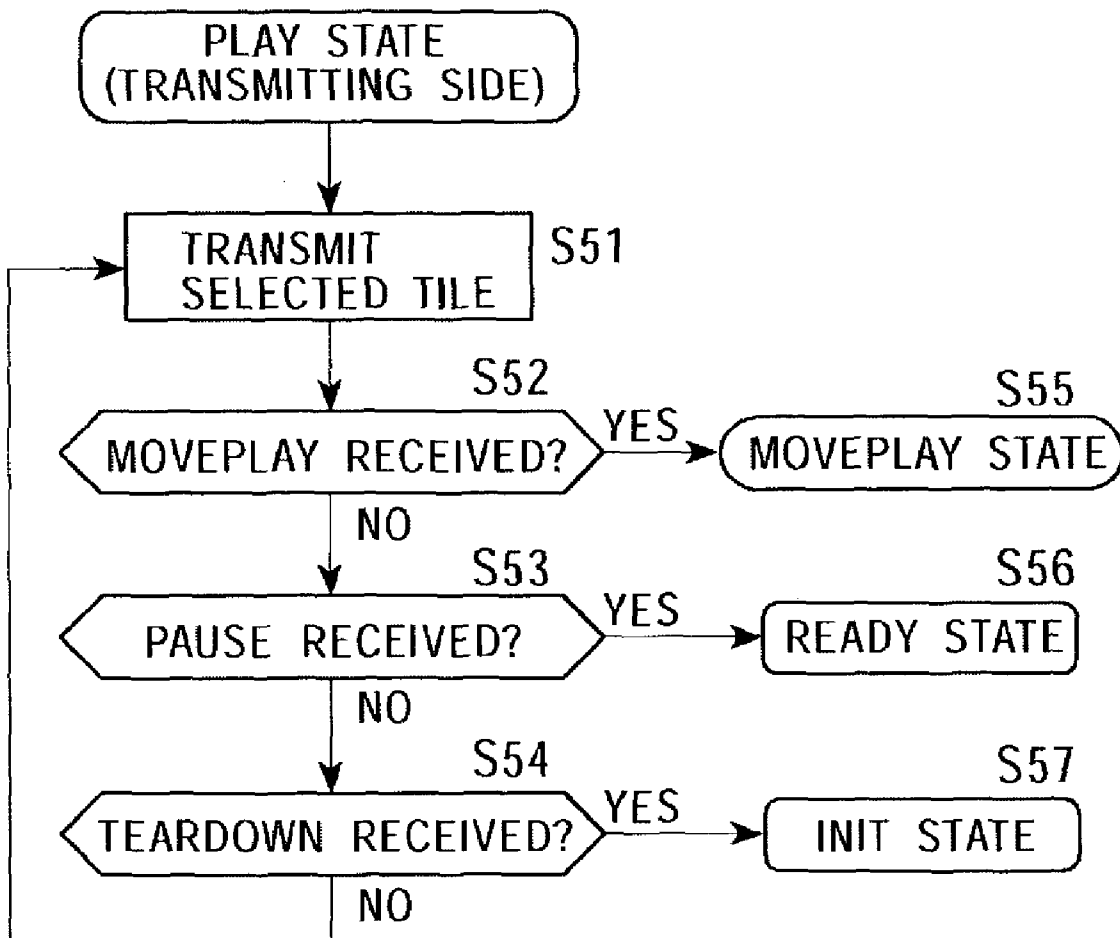 PLAY STATE
(TRANSMITTING SIDE)
TRANSMIT
SELECTED TILE
S51
S52
MOVEPLAY RECEIVED?
YES
S55
MOVEPLAY STATE
NO
S53
PAUSE RECEIVED?
YES
S56
READY STATE
NO
S54
TEARDOWN RECEIVED?
YES
S57
INIT STATE
NO